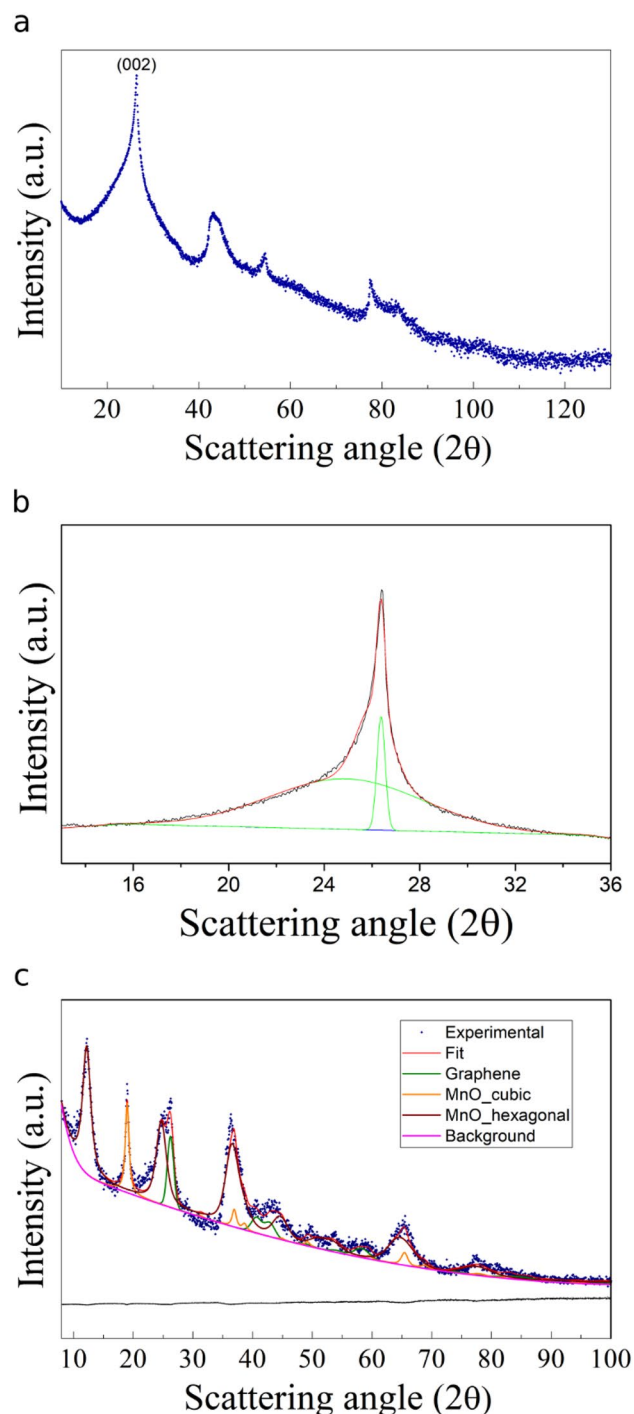 a
(002)
Intensity (a.u.)
20 40 60 80 100 120
Scattering angle (2θ)
b
Intensity (a.u.)
16 20 24 28 32 36
Scattering angle (2θ)
c
Experimental
Fit
Graphene
MnO_cubic
MnO_hexagonal
Background
Intensity (a.u.)
10 20 30 40 50 60 70 80 90 100
Scattering angle (2θ)